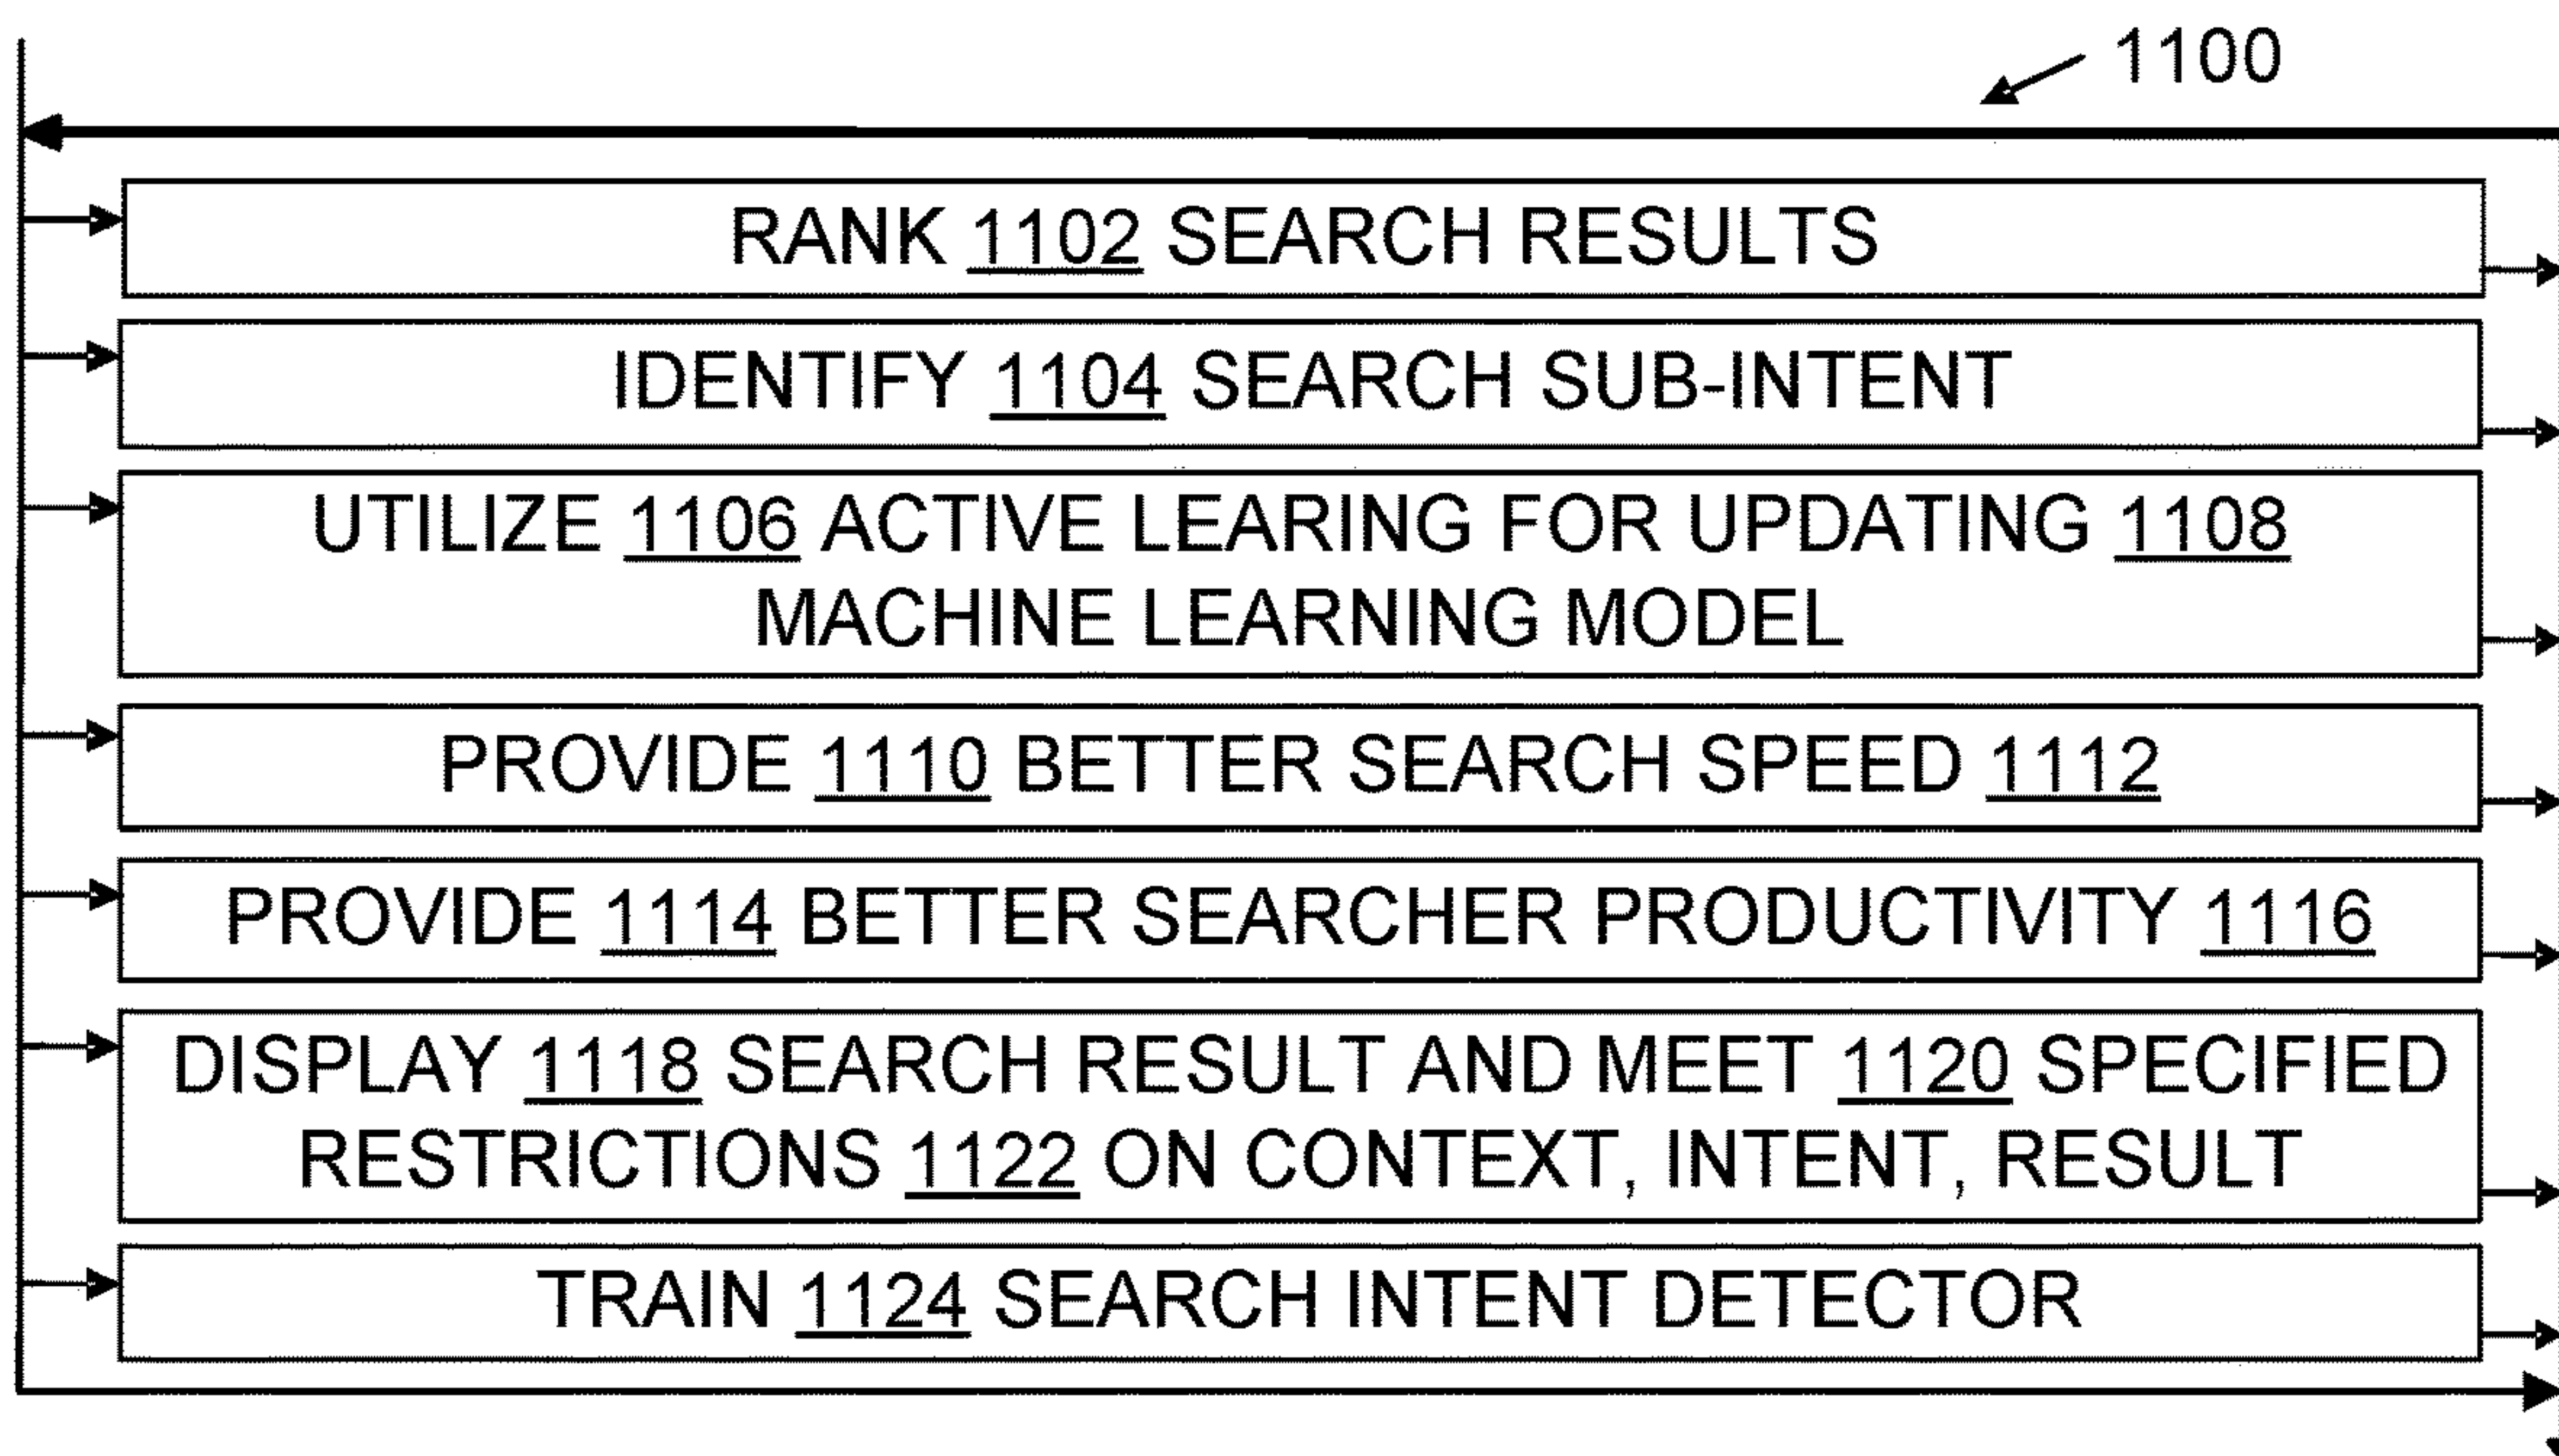 1100
RANK 1102 SEARCH RESULTS
IDENTIFY 1104 SEARCH SUB-INTENT
UTILIZE 1106 ACTIVE LEARING FOR UPDATING 1108
MACHINE LEARNING MODEL
PROVIDE 1110 BETTER SEARCH SPEED 1112
PROVIDE 1114 BETTER SEARCHER PRODUCTIVITY 1116
DISPLAY 1118 SEARCH RESULT AND MEET 1120 SPECIFIED
RESTRICTIONS 1122 ON CONTEXT, INTENT, RESULT
TRAIN 1124 SEARCH INTENT DETECTOR